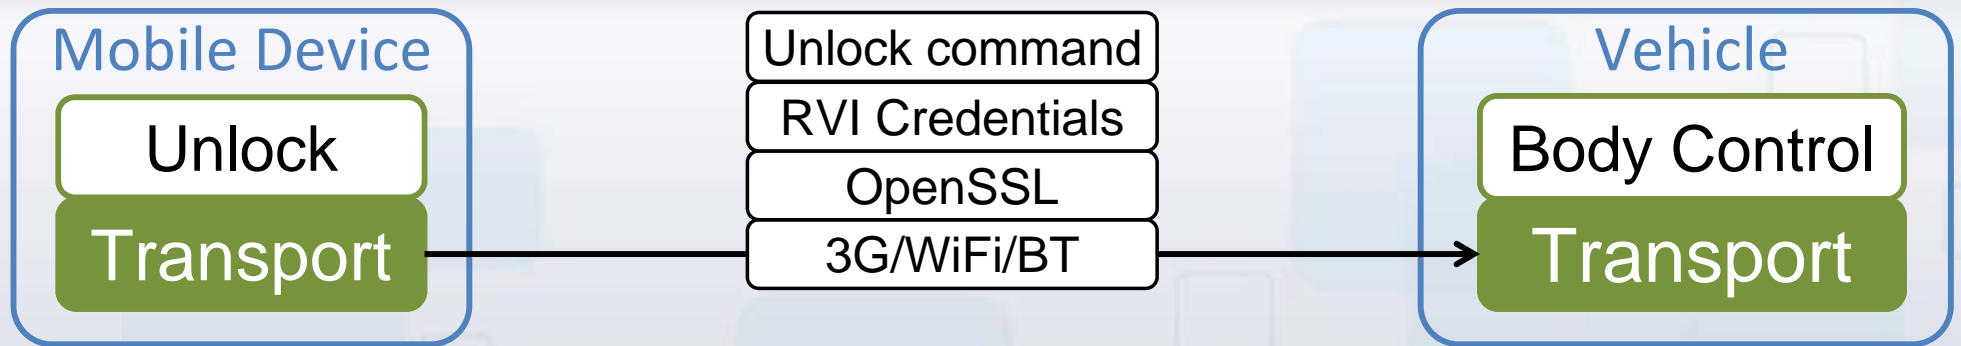 Mobile Device
Unlock
Transport
Unlock command
RVI Credentials
OpenSSL
3G/WiFi/BT
Vehicle
Body Control
Transport